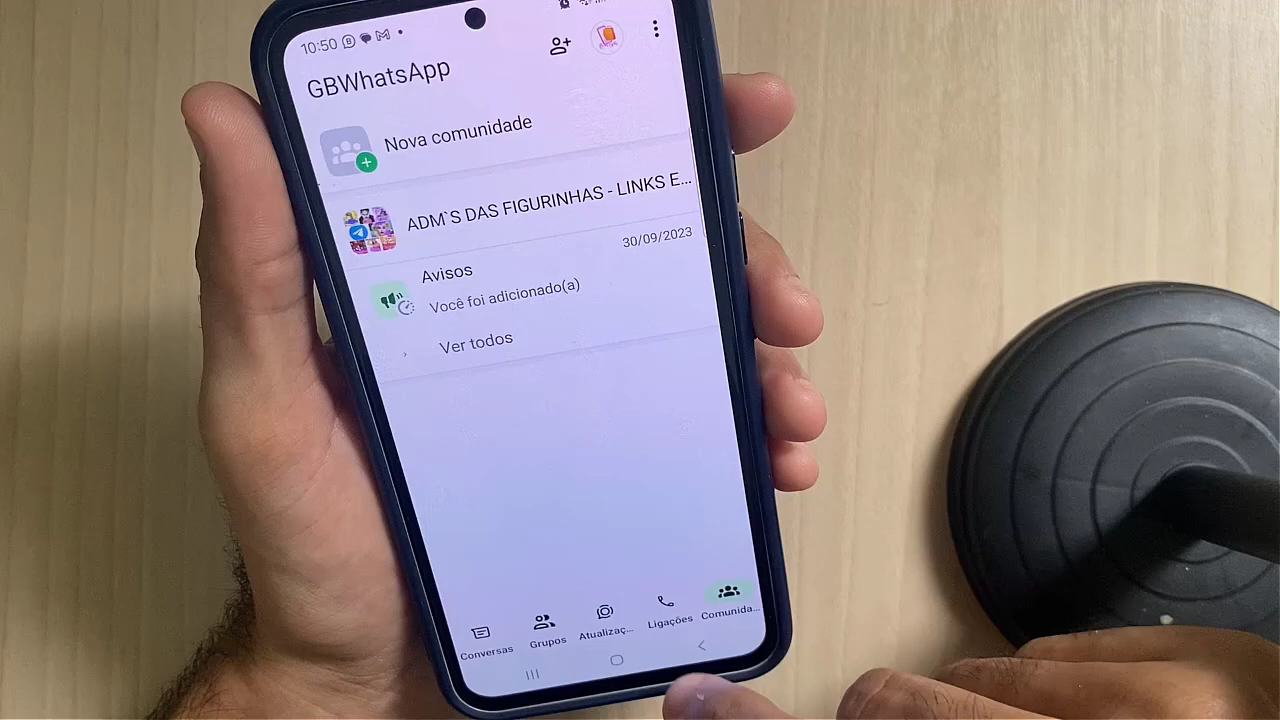 10:50
GBWhatsApp
Nova comunidade
ADM`S DAS FIGURINHAS - LINKS E...
30/09/2023
Avisos
Você foi adicionado(a)
Ver todos
Conversas
Grupos
Atualizaç...
Ligações
Comunida...